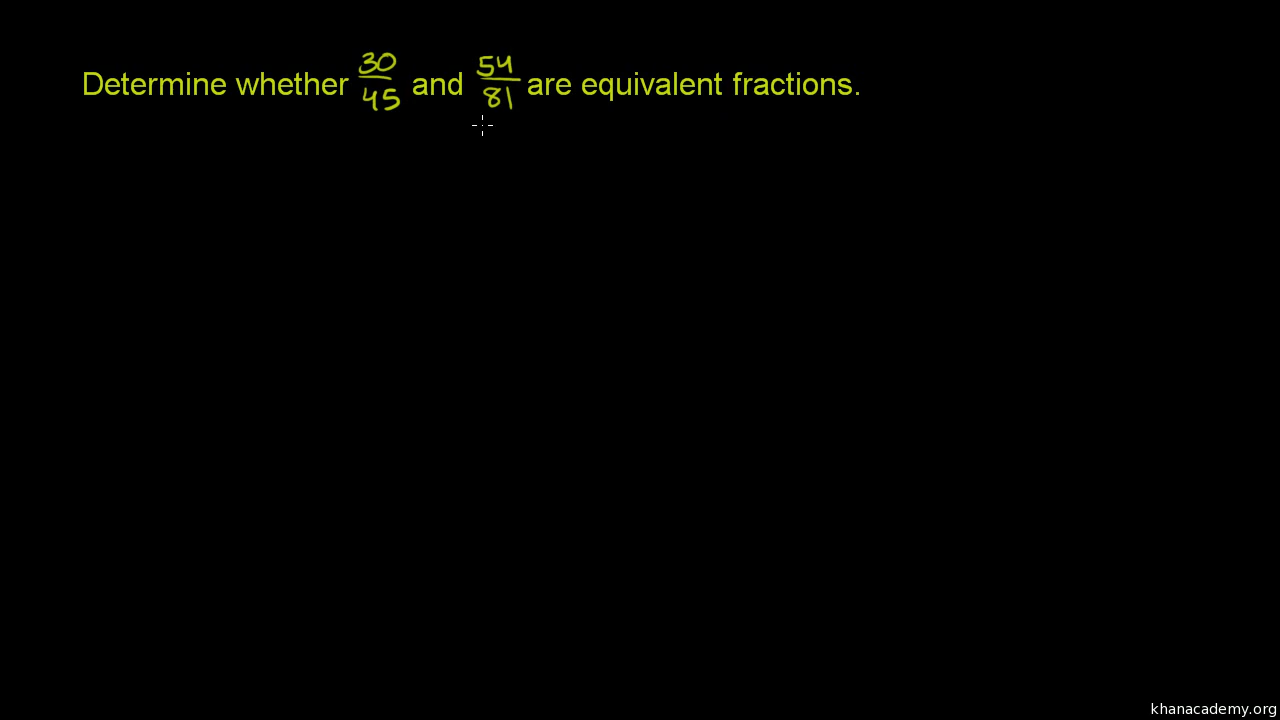 Determine whether 30/45 and 54/81 are equivalent fractions.
khanacademy.org